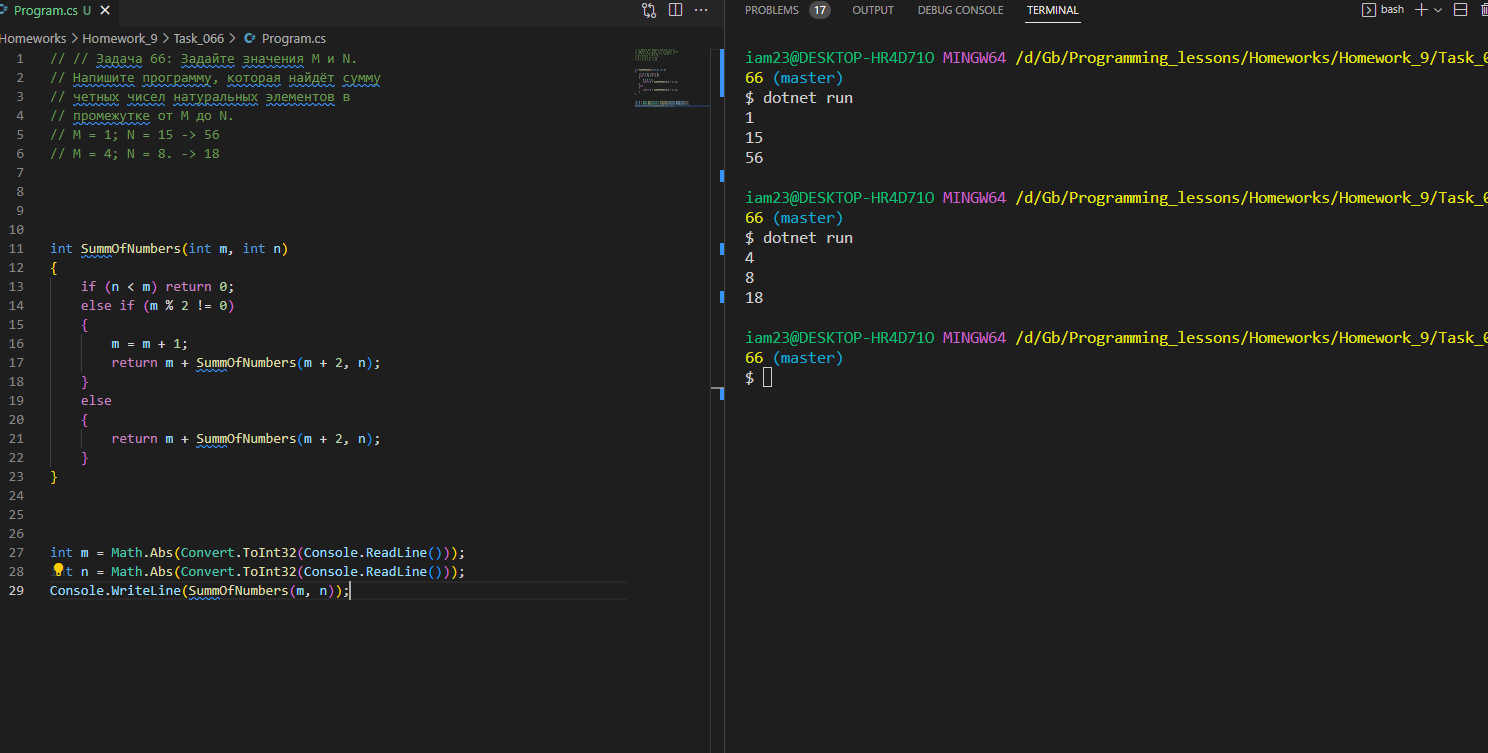 Program.cs U
Homeworks > Homework_9 > Task_066 > Program.cs
1 // // Задача 66: Задайте значения M и N.
2 // Напишите программу, которая найдёт сумму
3 // четных чисел натуральных элементов в
4 // промежутке от M до N.
5 // M = 1; N = 15 -> 56
6 // M = 4; N = 8. -> 18
7
8
9
10
11 int SummOfNumbers(int m, int n)
12 {
13 if (n < m) return 0;
14 else if (m % 2 != 0)
15 {
16 m = m + 1;
17 return m + SummOfNumbers(m + 2, n);
18 }
19 else
20 {
21 return m + SummOfNumbers(m + 2, n);
22 }
23 }
24
25
26
27 int m = Math.Abs(Convert.ToInt32(Console.ReadLine()));
28 int n = Math.Abs(Convert.ToInt32(Console.ReadLine()));
29 Console.WriteLine(SummOfNumbers(m, n));
PROBLEMS 17 OUTPUT DEBUG CONSOLE TERMINAL bash
iam23@DESKTOP-HR4D71O MINGW64 /d/Gb/Programming_lessons/Homeworks/Homework_9/Task_0
66 (master)
$ dotnet run
1
15
56
iam23@DESKTOP-HR4D71O MINGW64 /d/Gb/Programming_lessons/Homeworks/Homework_9/Task_0
66 (master)
$ dotnet run
4
8
18
iam23@DESKTOP-HR4D71O MINGW64 /d/Gb/Programming_lessons/Homeworks/Homework_9/Task_0
66 (master)
$